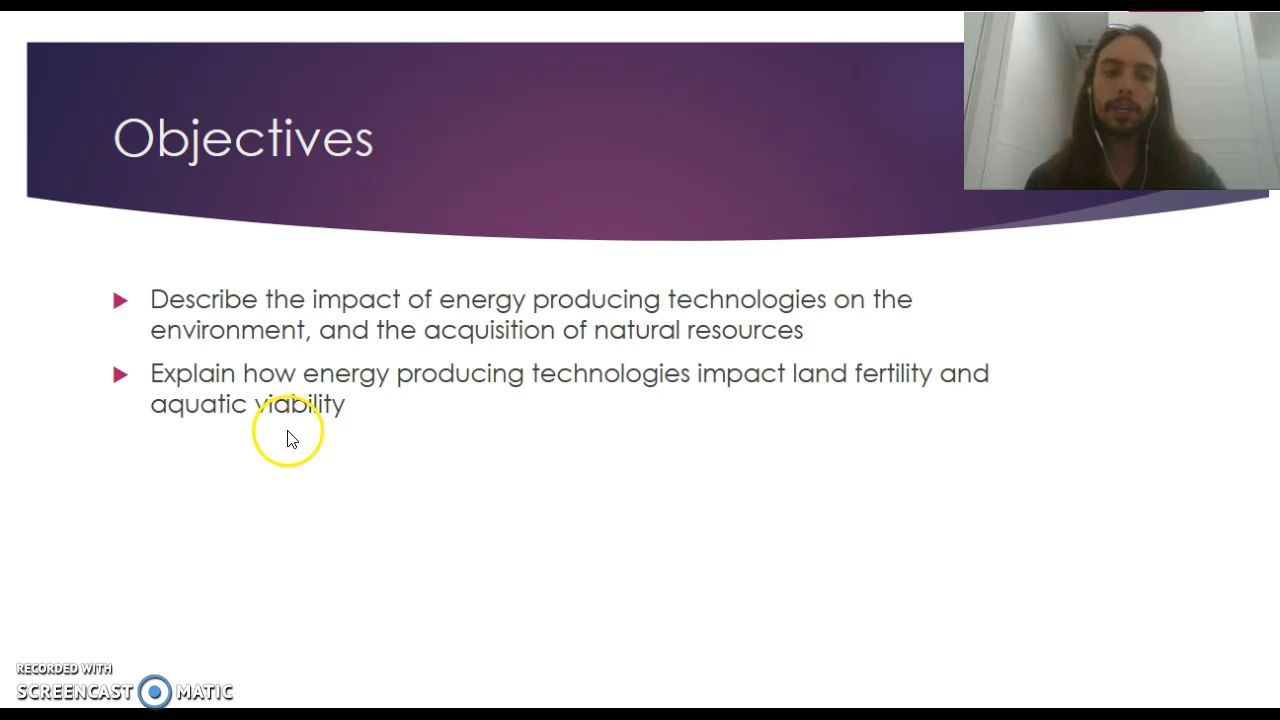 Objectives
Describe the impact of energy producing technologies on the
environment, and the acquisition of natural resources
Explain how energy producing technologies impact land fertility and
aquatic viability
RECORDED WITH
SCREENCAST MATIC